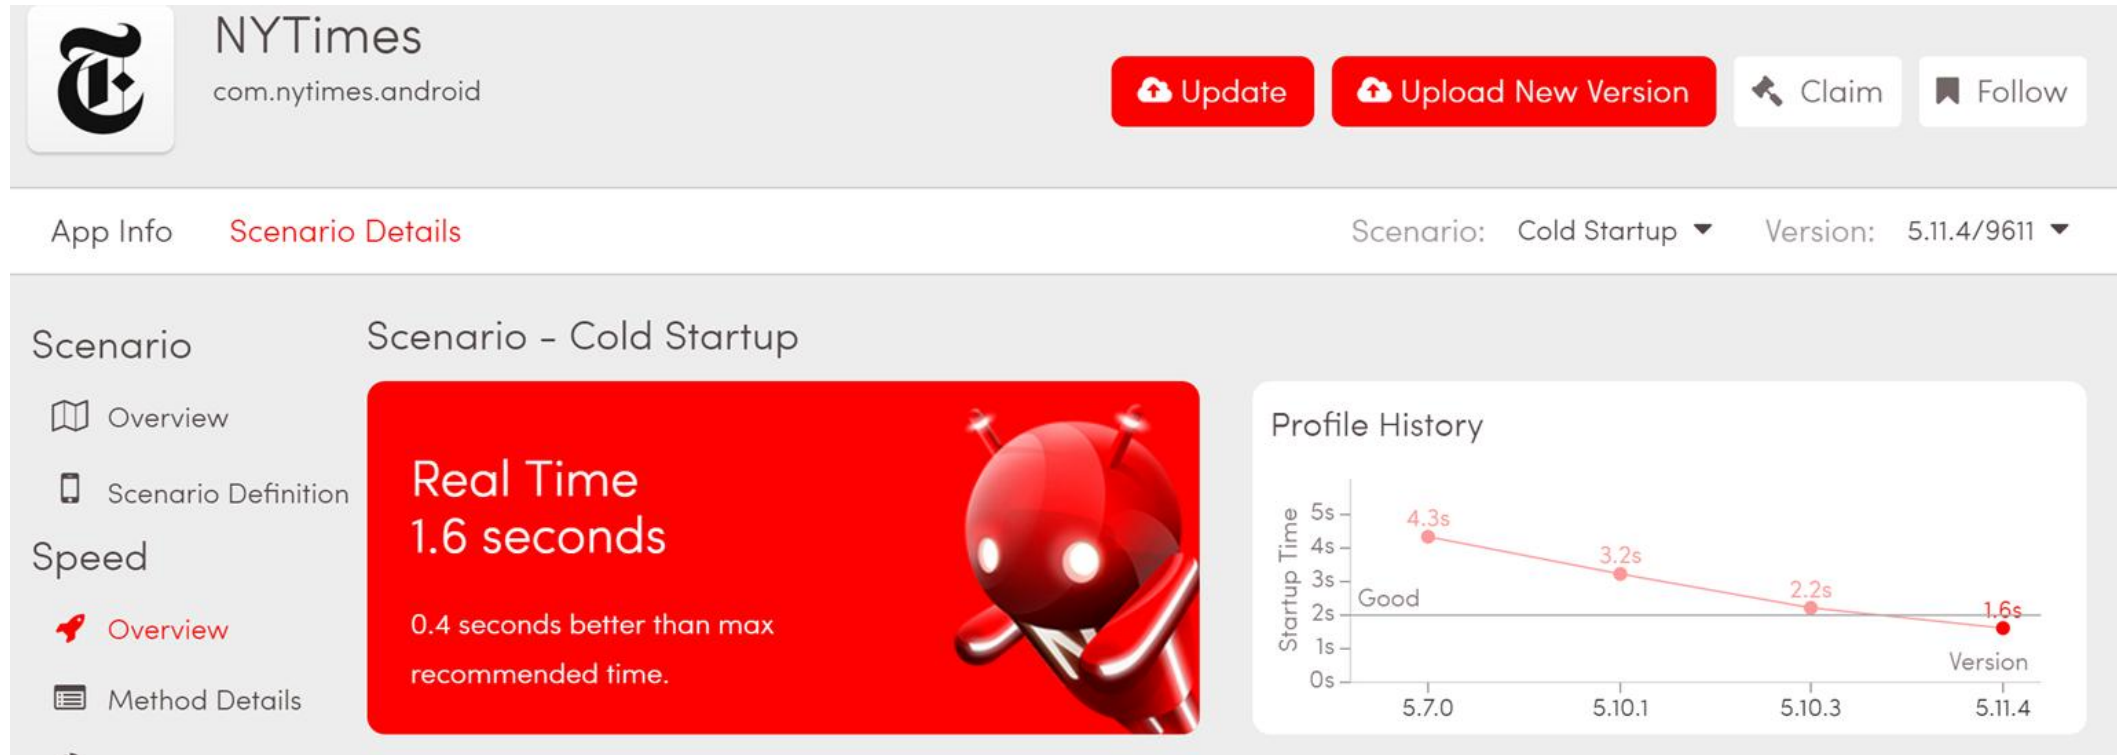 NYTimes
com.nytimes.android
Update
Upload New Version
Claim
Follow
App Info
Scenario Details
Scenario:
Cold Startup
Version:
5.11.4/9611
Scenario
Overview
Scenario Definition
Speed
Overview
Method Details
Scenario - Cold Startup
Real Time
1.6 seconds
0.4 seconds better than max
recommended time.
Profile History
Startup Time
5s
4s
3s
2s
1s
0s
Good
4.3s
3.2s
2.2s
1.6s
Version
5.7.0
5.10.1
5.10.3
5.11.4